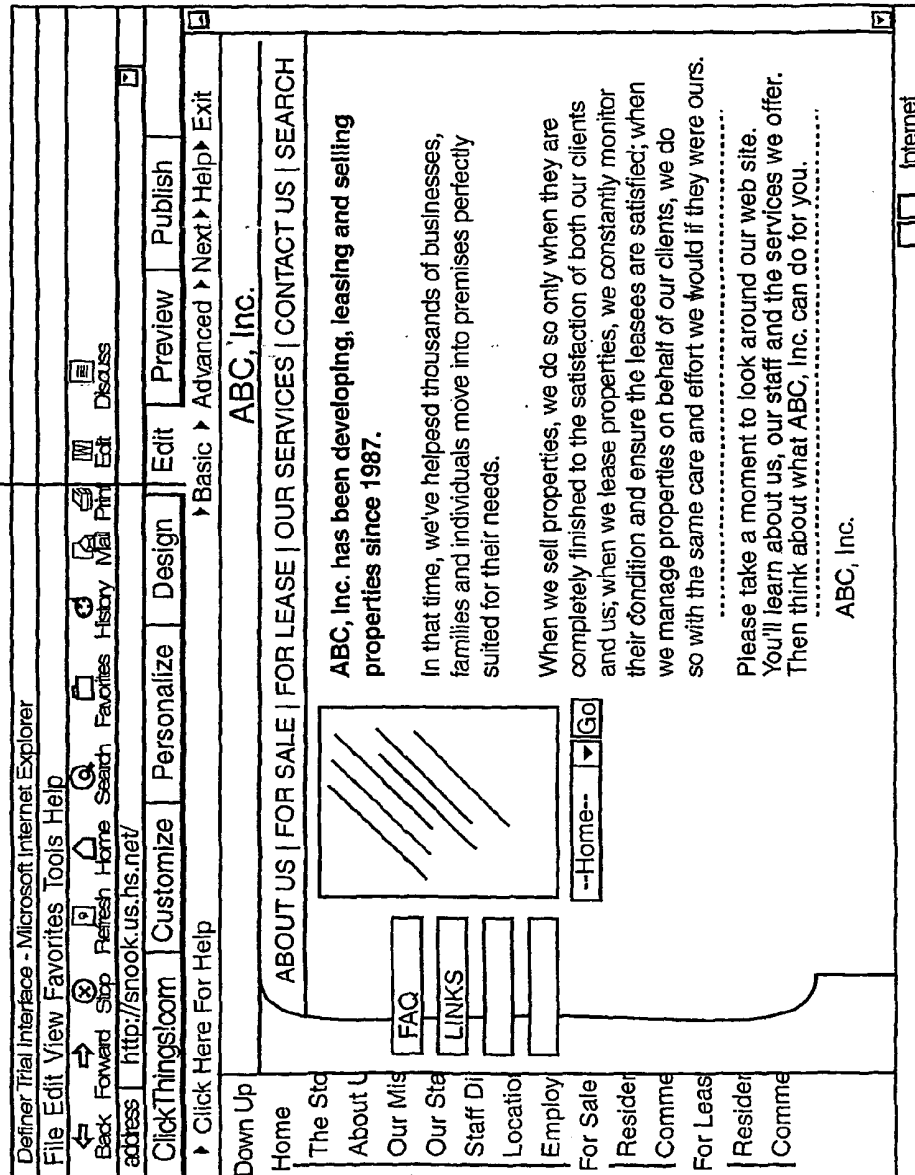 Definer Trial Interface - Microsoft Internet Explorer
File Edit View Favorites Tools Help
Back Forward Stop Refresh Home Search Favorites History Mail Print Edit Discuss
address http://snook.us.hs.net/
ClickThings!com Customize Personalize Design Edit Preview Publish
Click Here For Help Basic Advanced Next Help Exit
Down Up
Home
The Sto
About U
Our Mis
Our Sta
Staff Di
Locatior
Employ
For Sale
Resider
Comme
For Leas
Resider
Comme
ABC, Inc.
ABOUT US | FOR SALE | FOR LEASE | OUR SERVICES | CONTACT US | SEARCH
FAQ
LINKS
--Home-- Go
ABC, Inc. has been developing, leasing and selling
properties since 1987.
In that time, we've helpesd thousands of businesses,
families and individuals move into premises perfectly
suited for their needs.
When we sell properties, we do so only when they are
completely finished to the satisfaction of both our clients
and us; when we lease properties, we constantly monitor
their condition and ensure the leasees are satisfied; when
we manage properties on behalf of our clients, we do
so with the same care and effort we would if they were ours.
Please take a moment to look around our web site.
You'll learn about us, our staff and the services we offer.
Then think about what ABC, Inc. can do for you.
ABC, Inc.
Internet